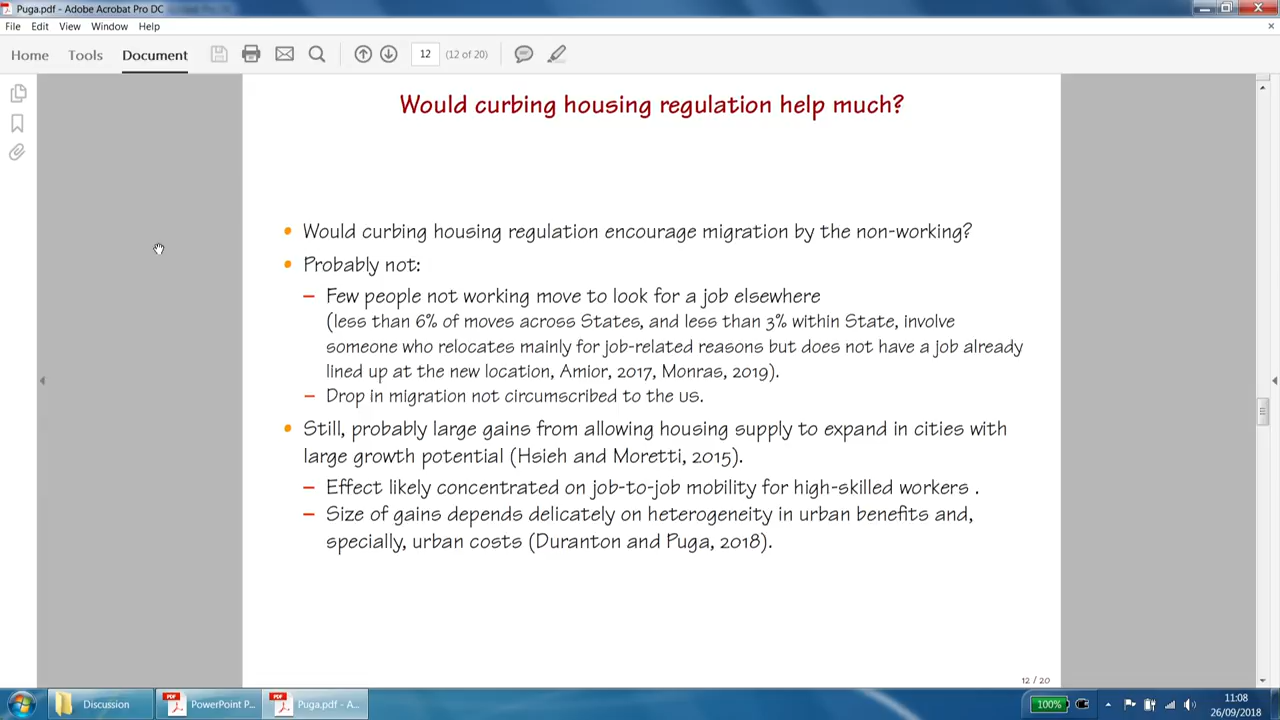 Puga.pdf - Adobe Acrobat Pro DC
File Edit View Window Help
Home Tools Document 12 (12 of 20)
Would curbing housing regulation help much?
• Would curbing housing regulation encourage migration by the non-working?
• Probably not:
– Few people not working move to look for a job elsewhere
(less than 6% of moves across States, and less than 3% within State, involve
someone who relocates mainly for job-related reasons but does not have a job already
lined up at the new location, Amior, 2017, Monras, 2019).
– Drop in migration not circumscribed to the US.
• Still, probably large gains from allowing housing supply to expand in cities with
large growth potential (Hsieh and Moretti, 2015).
– Effect likely concentrated on job-to-job mobility for high-skilled workers .
– Size of gains depends delicately on heterogeneity in urban benefits and,
specially, urban costs (Duranton and Puga, 2018).
12 / 20
Discussion PowerPoint P... Puga.pdf - A... 100% 11:08
26/09/2018